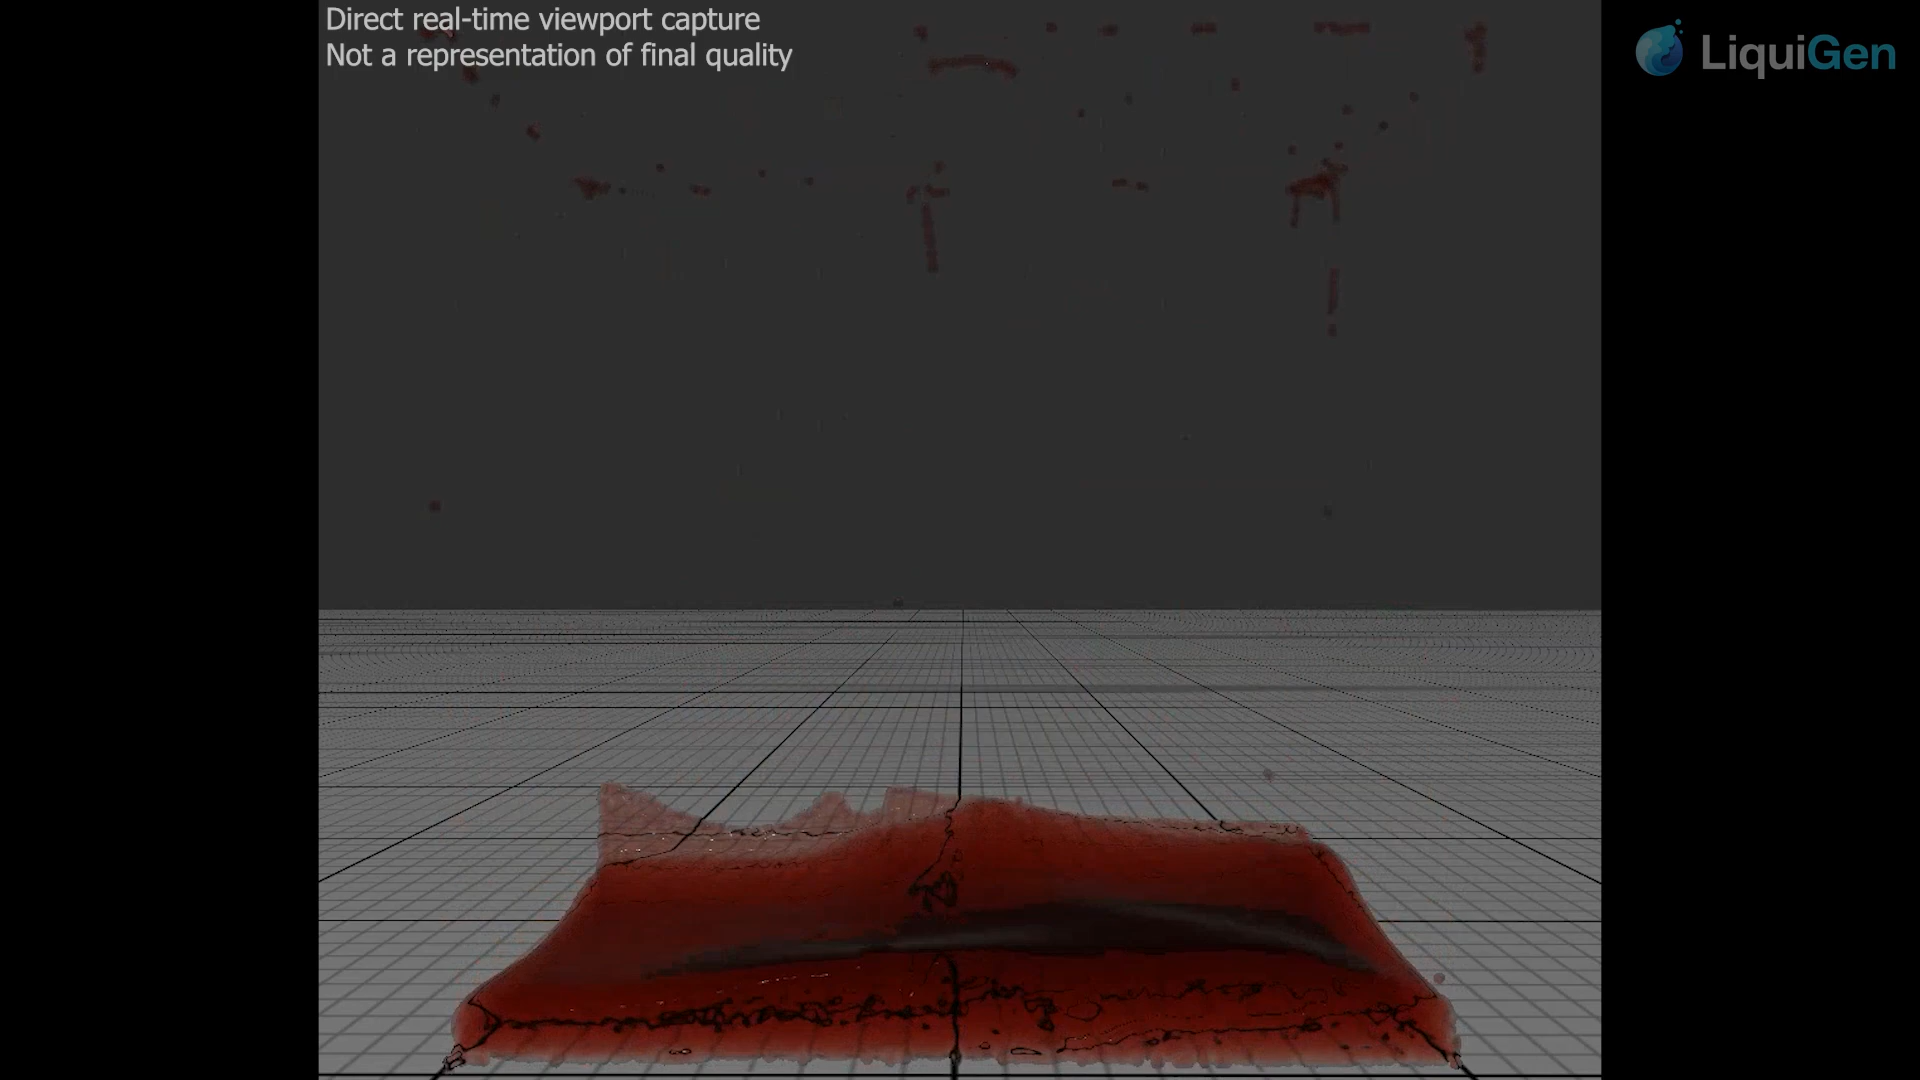 Direct real-time viewport capture
Not a representation of final quality
LiquiGen